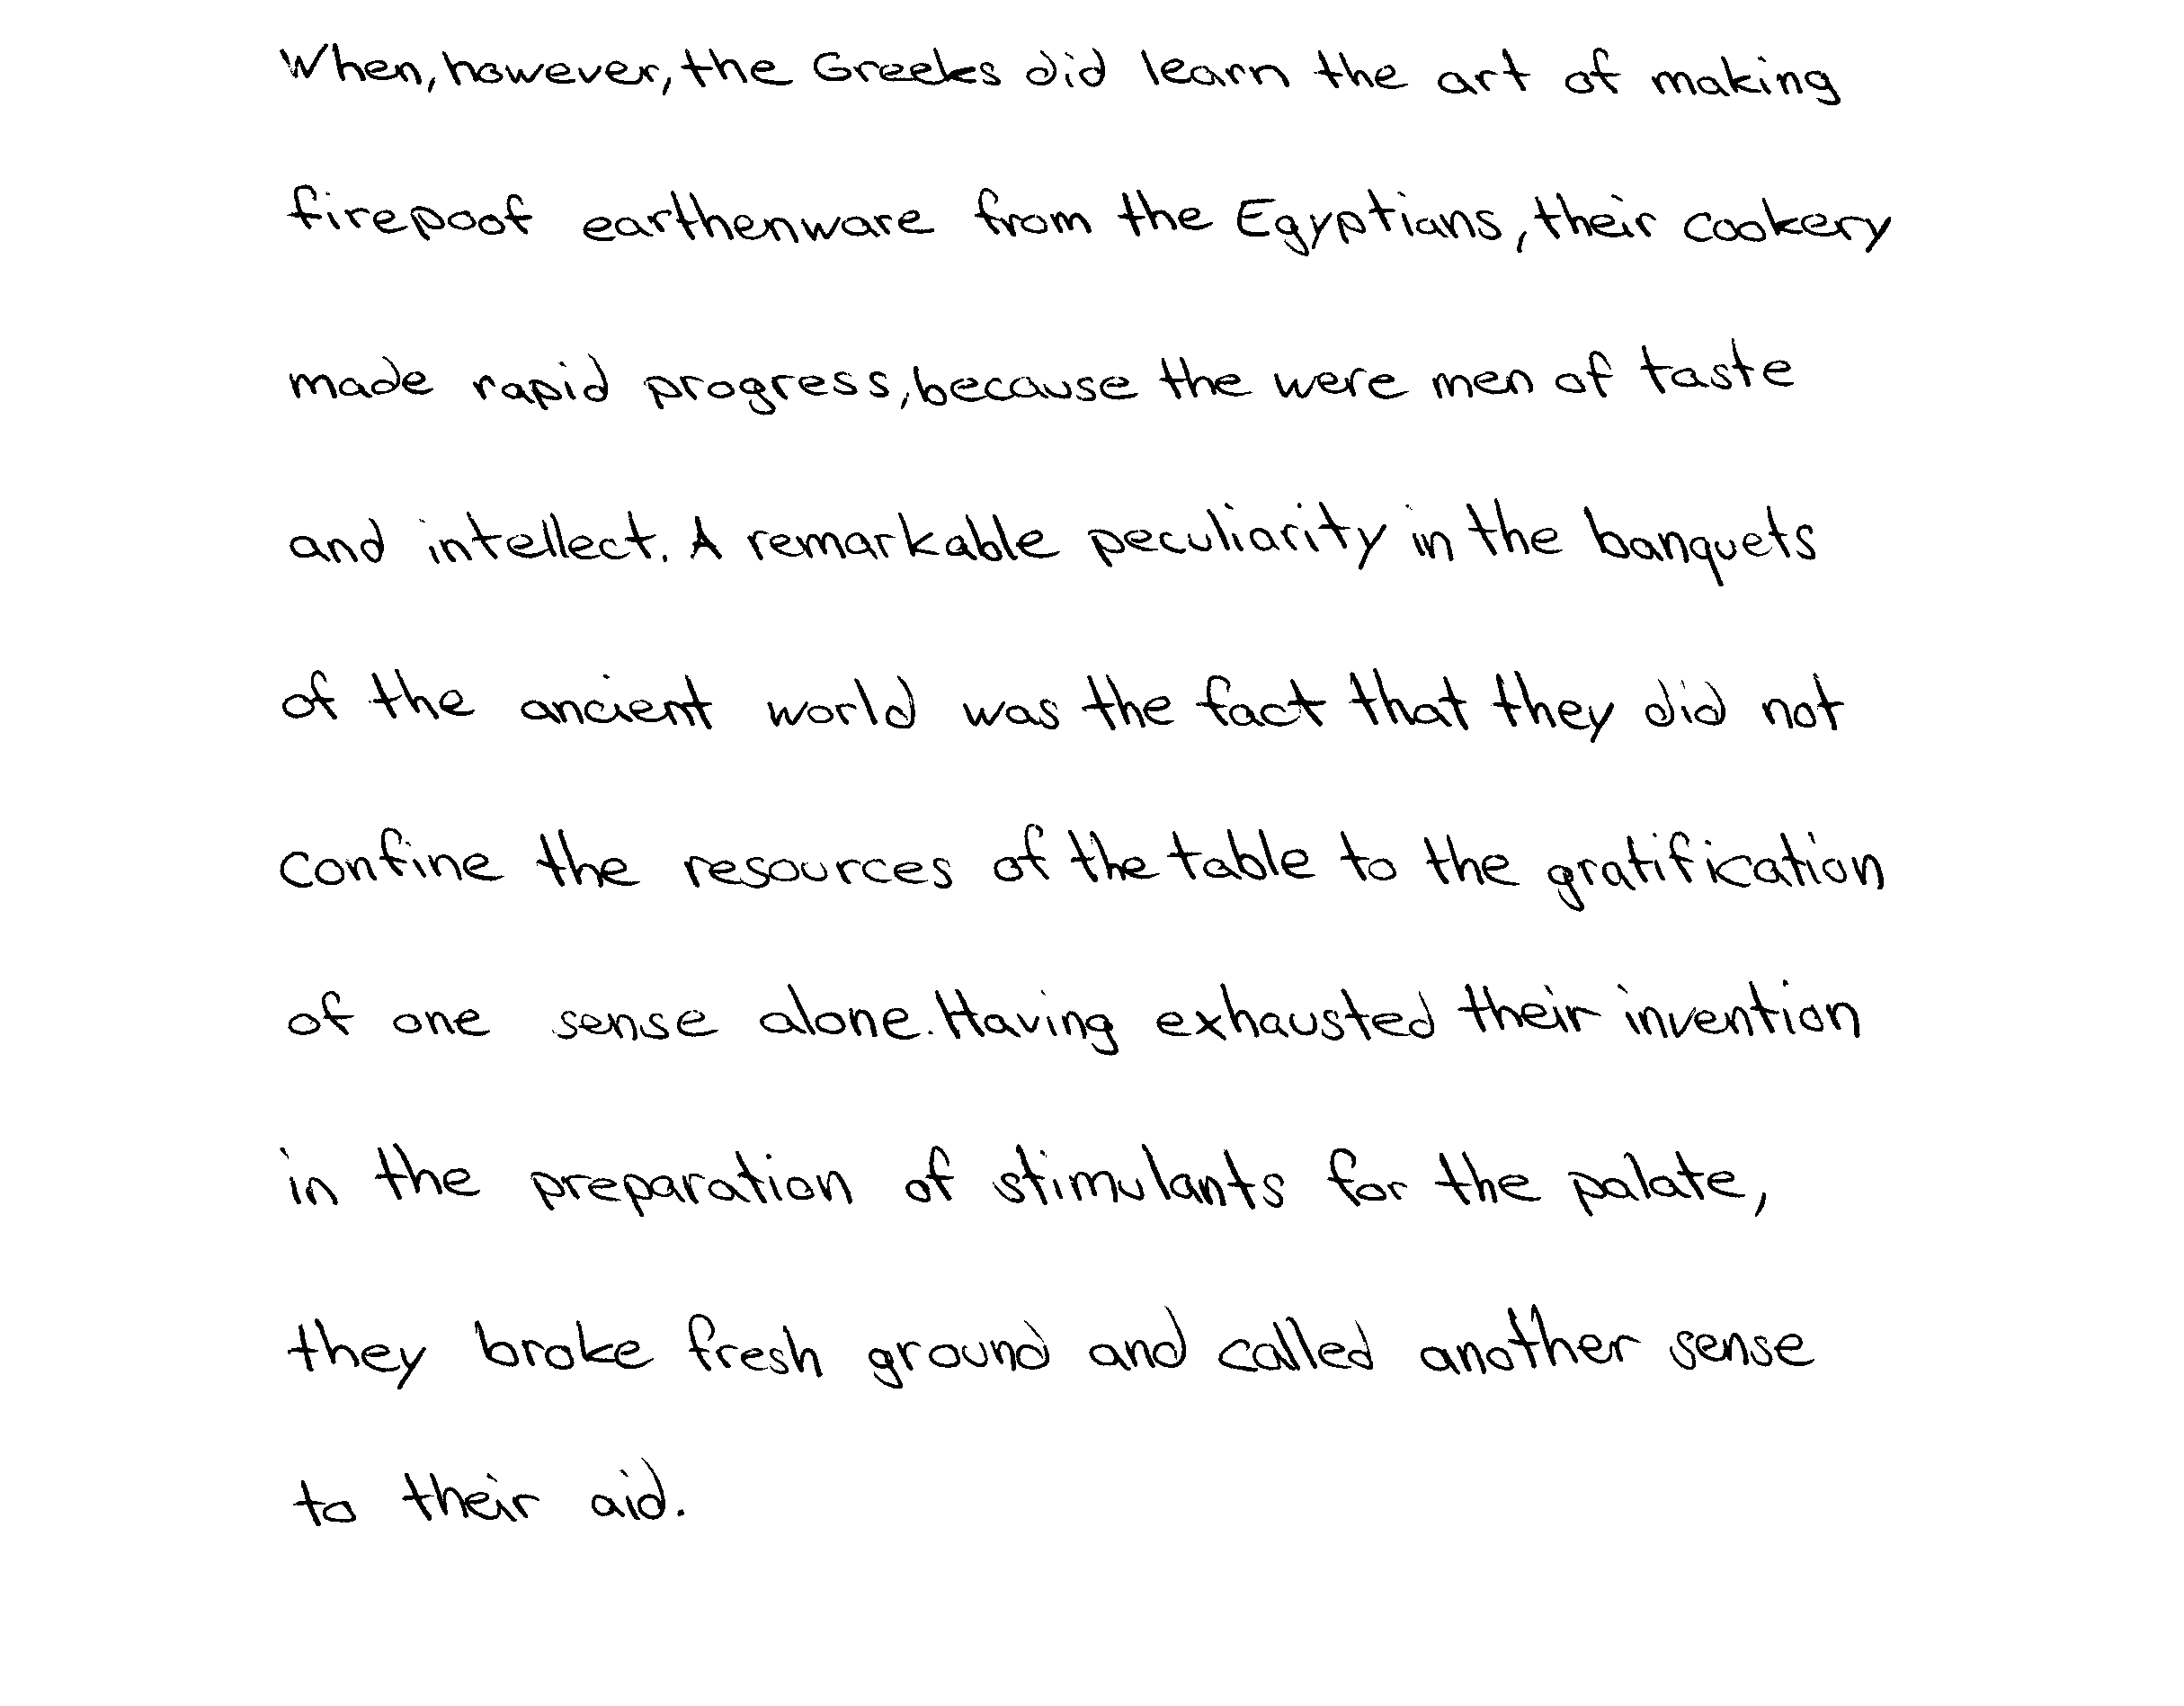 When, however, the Greeks did learn the art of making
firepoof earthenware from the Egyptians, their cookery
made rapid progress, because the were men of taste
and intellect. A remarkable peculiarity in the banquets
of the ancient world was the fact that they did not
confine the resources of the table to the gratification
of one sense alone. Having exhausted their invention
in the preparation of stimulants for the palate,
they broke fresh ground and called another sense
to their aid.